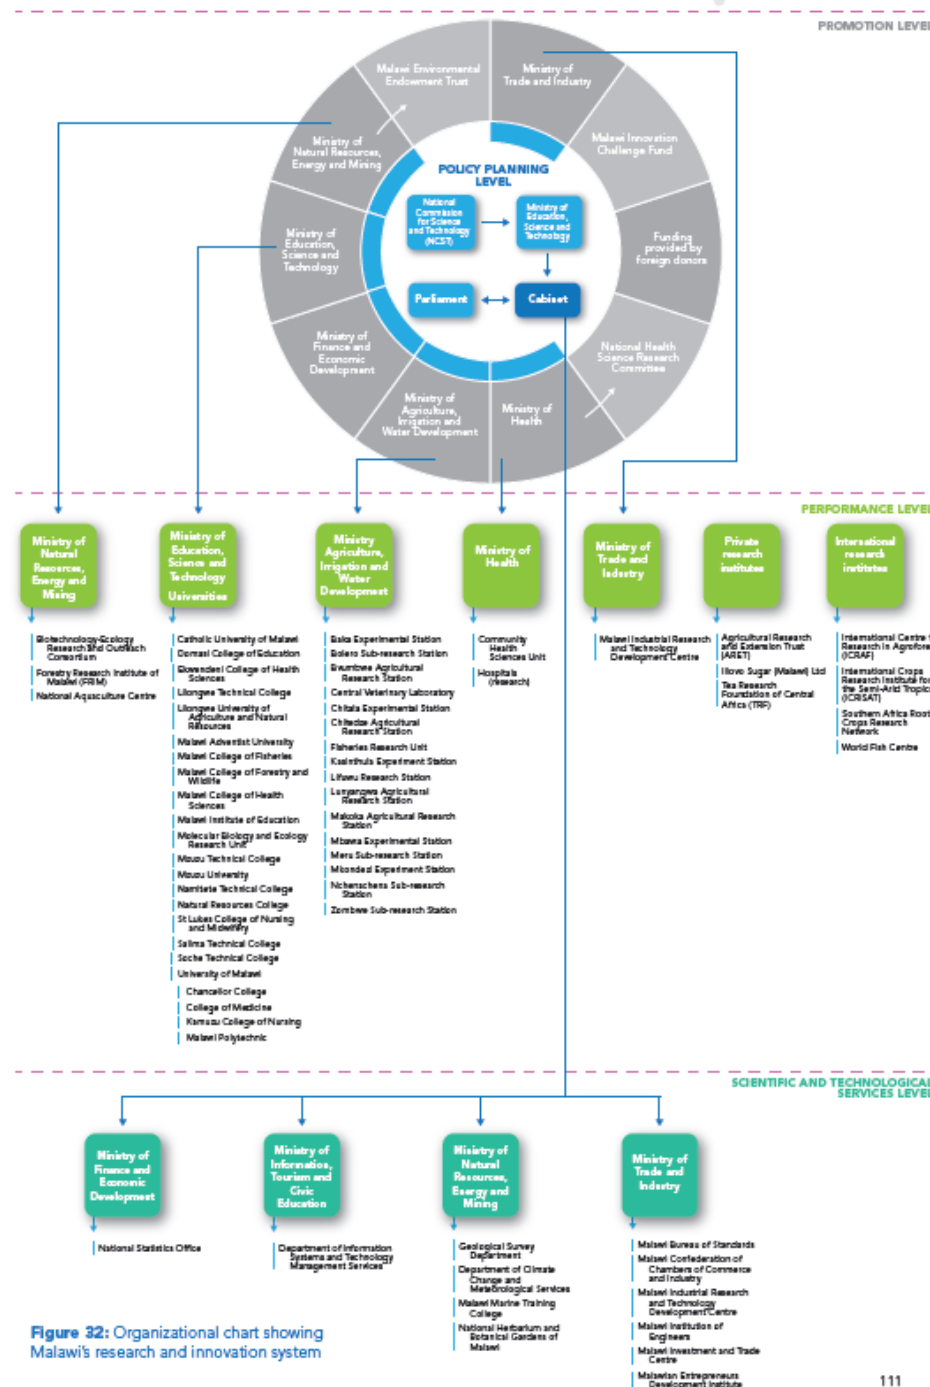 PROMOTION LEVEL
Malawi Environmental
Endowment Trust
Ministry of
Trade and Industry
Ministry of
Natural Resources,
Energy and Mining
Malawi Innovation
Challenge Fund
POLICY PLANNING
LEVEL
National
Commission
for Science
and Technology
(NCST)
Ministry of
Education,
Science and
Technology
Ministry of
Education,
Science and
Technology
Funding
provided by
foreign donors
Parliament
Cabinet
Ministry of
Finance and
Economic
Development
National Health
Science Research
Committee
Ministry of
Agriculture,
Irrigation and
Water Development
Ministry of
Health
PERFORMANCE LEVEL
Ministry of
Natural
Resources,
Energy and
Mining
Biotechnology-Ecology
Research and Outreach
Consortium
Forestry Research Institute of
Malawi (FRIM)
National Aquaculture Centre
Ministry of
Education,
Science and
Technology
Universities
Catholic University of Malawi
Domasi College of Education
Ekwendeni College of Health
Sciences
Lilongwe Technical College
Lilongwe University of
Agriculture and Natural
Resources
Malawi Adventist University
Malawi College of Fisheries
Malawi College of Forestry and
Wildlife
Malawi College of Health
Sciences
Malawi Institute of Education
Molecular Biology and Ecology
Research Unit
Mzuzu Technical College
Mzuzu University
Namitete Technical College
Natural Resources College
St Lukes College of Nursing
and Midwifery
Salima Technical College
Soche Technical College
University of Malawi
Chancellor College
College of Medicine
Kamuzu College of Nursing
Malawi Polytechnic
Ministry
Agriculture,
Irrigation and
Water
Development
Baka Experimental Station
Bolero Sub-research Station
Bvumbwe Agricultural
Research Station
Central Veterinary Laboratory
Chitala Experimental Station
Chitedze Agricultural
Research Station
Fisheries Research Unit
Kasinthula Experiment Station
Lifuwu Research Station
Lunyangwa Agricultural
Research Station
Makoka Agricultural Research
Station
Mbawa Experimental Station
Meru Sub-research Station
Mkondezi Experiment Station
Nchenachena Sub-research
Station
Zombwe Sub-research Station
Ministry of
Health
Community
Health
Sciences Unit
Hospitals
(research)
Ministry of
Trade and
Industry
Malawi Industrial Research
and Technology
Development Centre
Private
research
institutes
Agricultural Research
and Extension Trust
(ARET)
Illovo Sugar (Malawi) Ltd
Tea Research
Foundation of Central
Africa (TRF)
International
research
institutes
International Centre
Research in Agrofore
(ICRAF)
International Crops
Research Institute for
the Semi-Arid Tropic
(ICRISAT)
Southern Africa Root
Crops Research
Network
World Fish Centre
SCIENTIFIC AND TECHNOLOGICAL
SERVICES LEVEL
Ministry of
Finance and
Economic
Development
National Statistics Office
Ministry of
Information,
Tourism and
Civic
Education
Department of Information
Systems and Technology
Management Services
Ministry of
Natural
Resources,
Energy and
Mining
Geological Survey
Department
Department of Climate
Change and
Meteorological Services
Malawi Marine Training
College
National Herbarium and
Botanical Gardens of
Malawi
Ministry of
Trade and
Industry
Malawi Bureau of Standards
Malawi Confederation of
Chambers of Commerce
and Industry
Malawi Industrial Research
and Technology
Development Centre
Malawi Institution of
Engineers
Malawi Investment and Trade
Centre
Malawian Entrepreneurs
Development Institute
Figure 32: Organizational chart showing
Malawi's research and innovation system
111